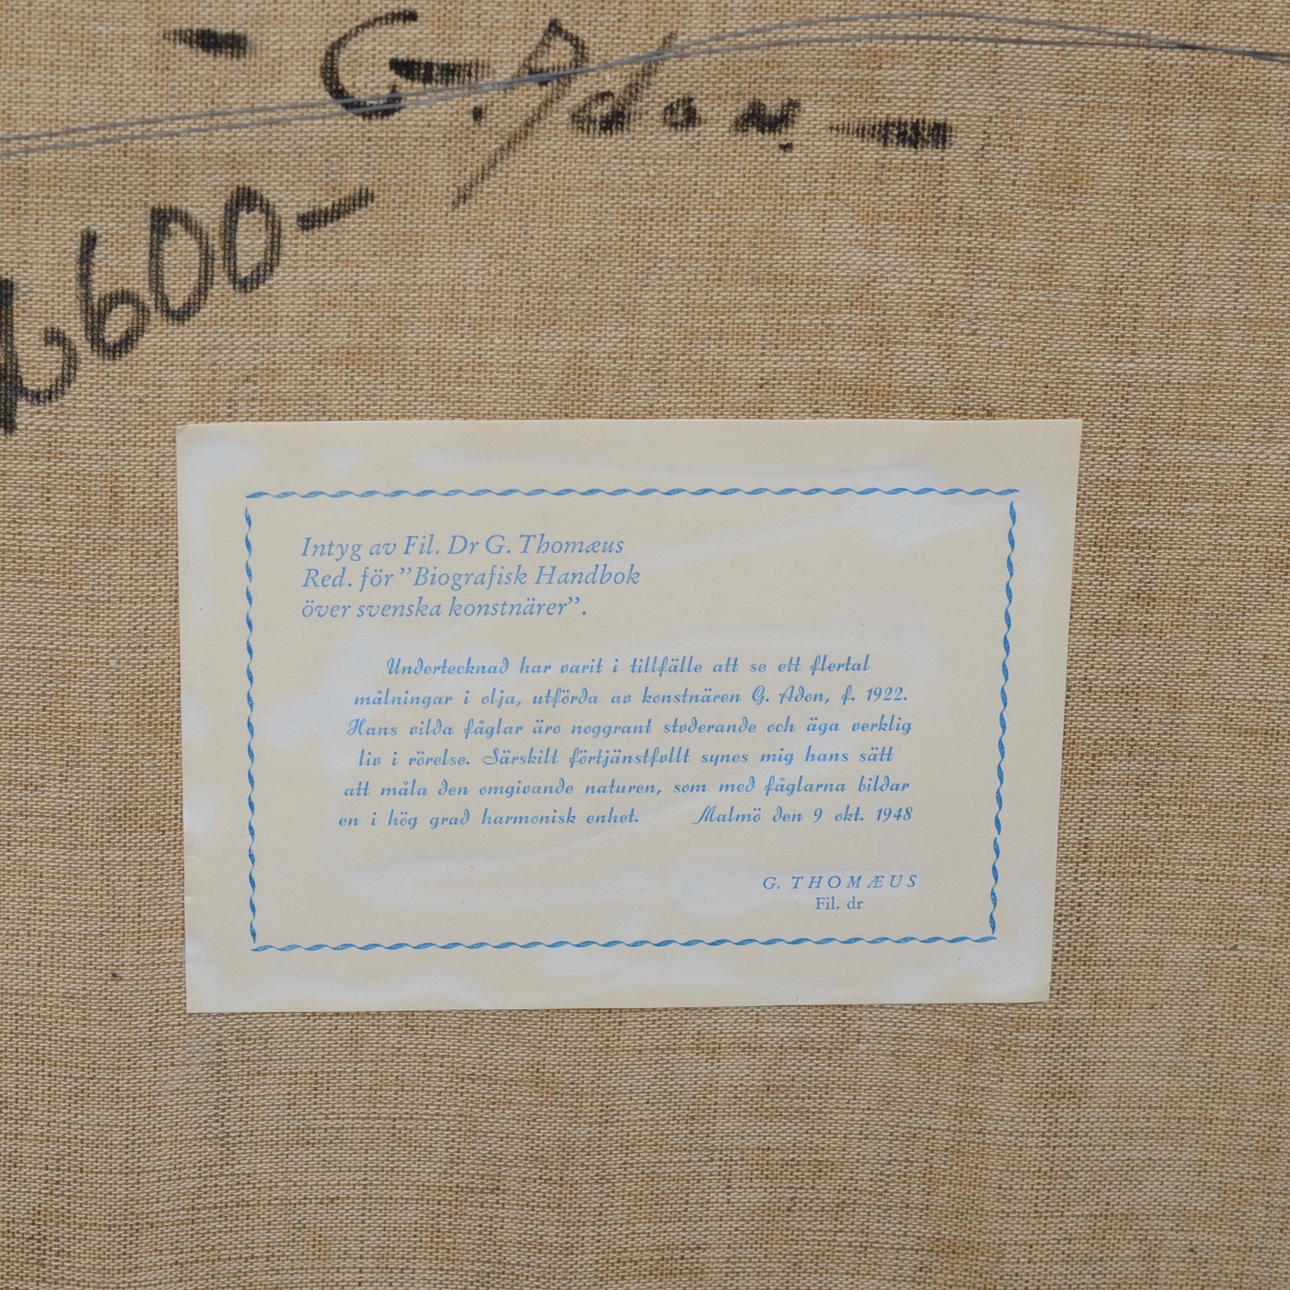 - G. Adon. -
600-
Intyg av Fil. Dr G. Thomæus
Red. för ”Biografisk Handbok
över svenska konstnärer”.
Undertecknad har varit i tillfälle att se ett flertal
målningar i olja, utförda av konstnären G. Adon, f. 1922.
Hans vilda fåglar äro noggrant studerande och äga verklig
liv i rörelse. Särskilt förtjänstfullt synes mig hans sätt
att måla den omgivande naturen, som med fåglarna bildar
en i hög grad harmonisk enhet. Malmö den 9 okt. 1948
G. THOMÆUS
Fil. dr